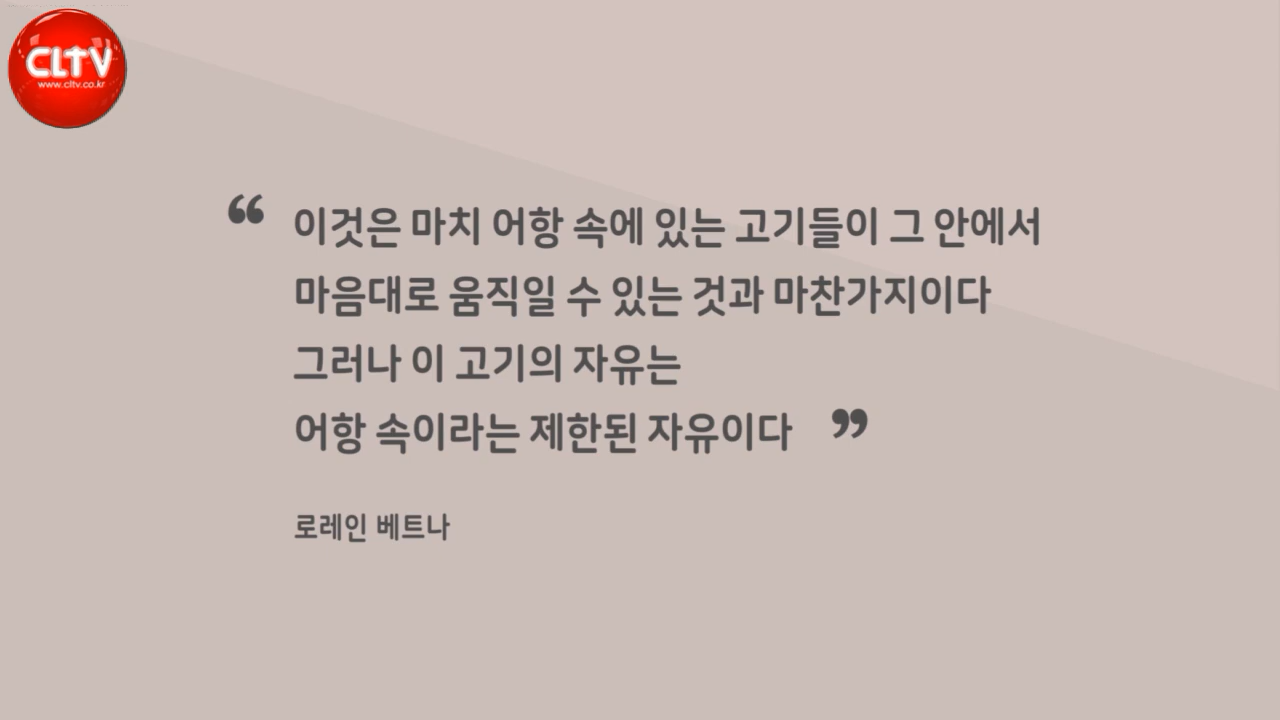 CLTV
www.cltv.co.kr
“ 이것은 마치 어항 속에 있는 고기들이 그 안에서
마음대로 움직일 수 있는 것과 마찬가지이다
그러나 이 고기의 자유는
어항 속이라는 제한된 자유이다 ”
로레인 베트나